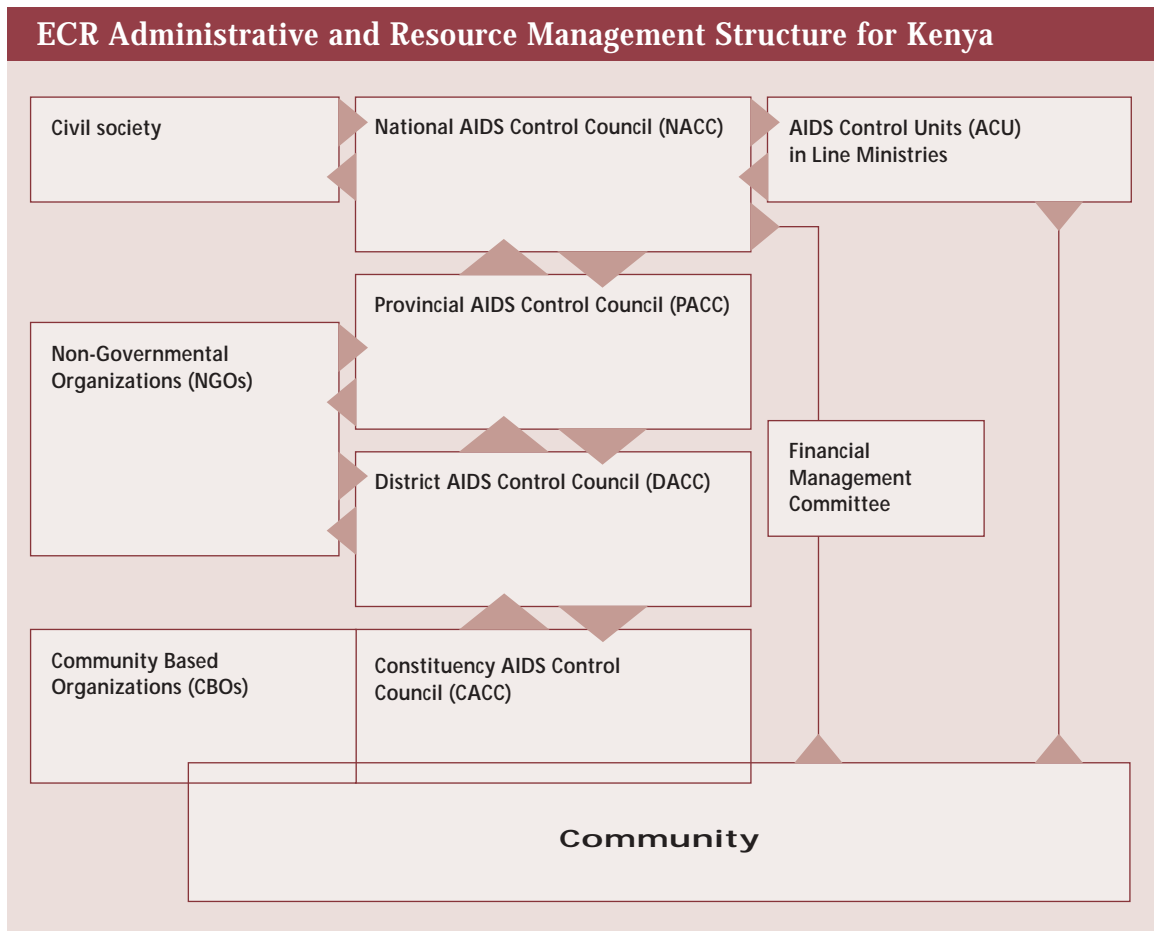 ECR Administrative and Resource Management Structure for Kenya
Civil society
National AIDS Control Council (NACC)
AIDS Control Units (ACU)
in Line Ministries
Provincial AIDS Control Council (PACC)
Non-Governmental
Organizations (NGOs)
Financial
Management
Committee
District AIDS Control Council (DACC)
Community Based
Organizations (CBOs)
Constituency AIDS Control
Council (CACC)
Community